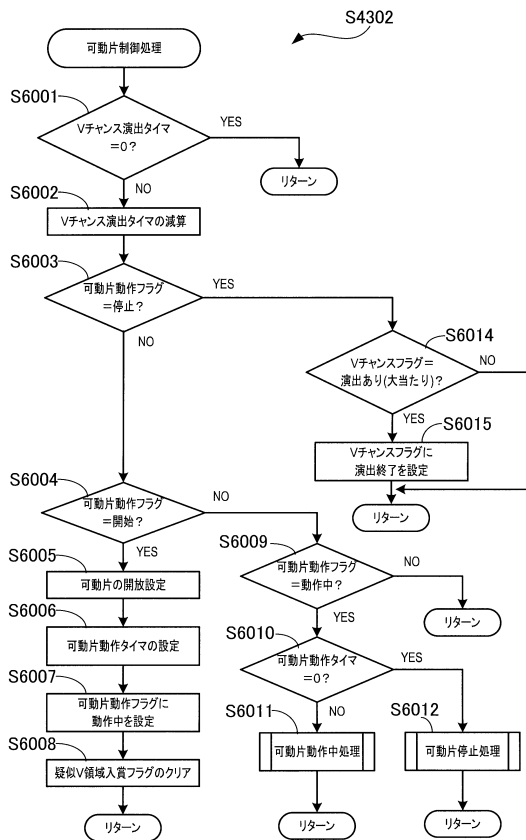 S4302
可動片制御処理
S6001
Vチャンス演出タイマ
=0?
YES
リターン
NO
S6002
Vチャンス演出タイマの減算
S6003
可動片動作フラグ
=停止?
YES
NO
S6014
Vチャンスフラグ=
演出あり(大当たり)?
NO
YES
S6015
Vチャンスフラグに
演出終了を設定
リターン
S6004
可動片動作フラグ
=開始?
NO
YES
S6005
可動片の開放設定
S6006
可動片動作タイマの設定
S6007
可動片動作フラグに
動作中を設定
S6008
疑似V領域入賞フラグのクリア
リターン
S6009
可動片動作フラグ
=動作中?
NO
リターン
YES
S6010
可動片動作タイマ
=0?
YES
NO
S6011
可動片動作中処理
リターン
S6012
可動片停止処理
リターン